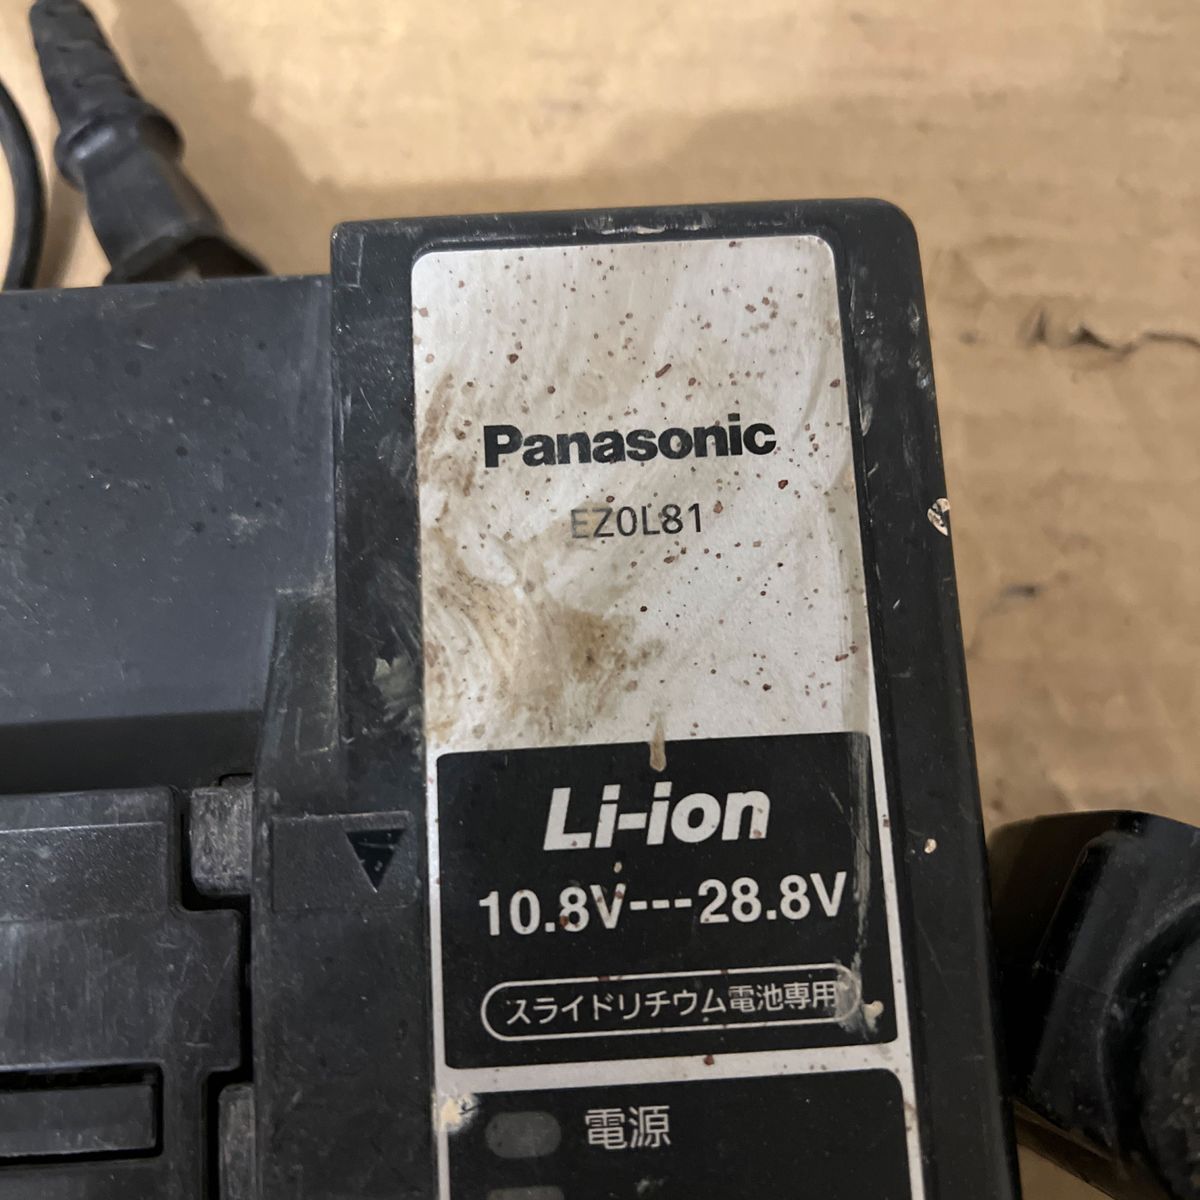 Panasonic
EZ0L81
Li-ion
10.8V---28.8V
スライドリチウム電池専用
電源